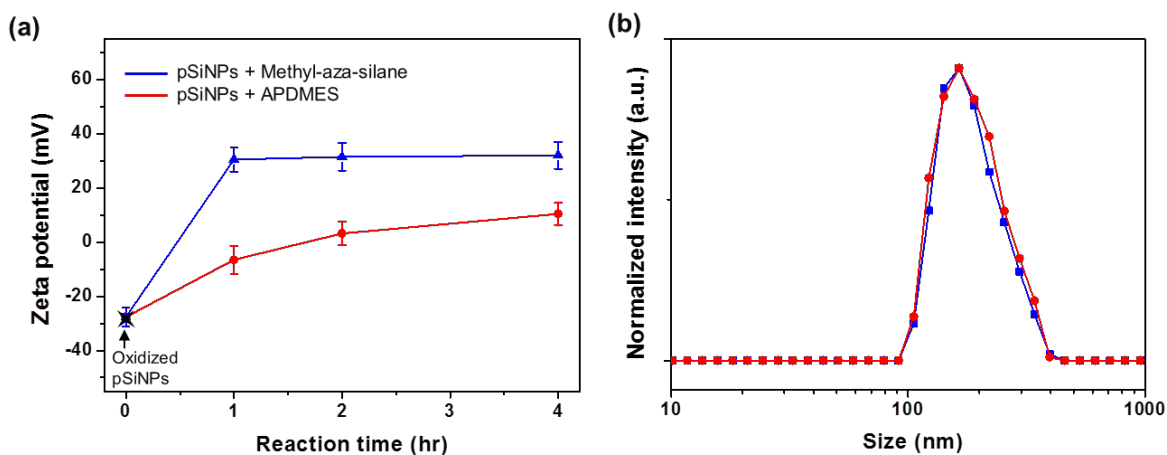 (a)
Zeta potential (mV)
60
40
20
0
-20
-40
pSiNPs + Methyl-aza-silane
pSiNPs + APDMES
Oxidized
pSiNPs
0
1
2
3
4
Reaction time (hr)
(b)
Normalized intensity (a.u.)
10
100
1000
Size (nm)